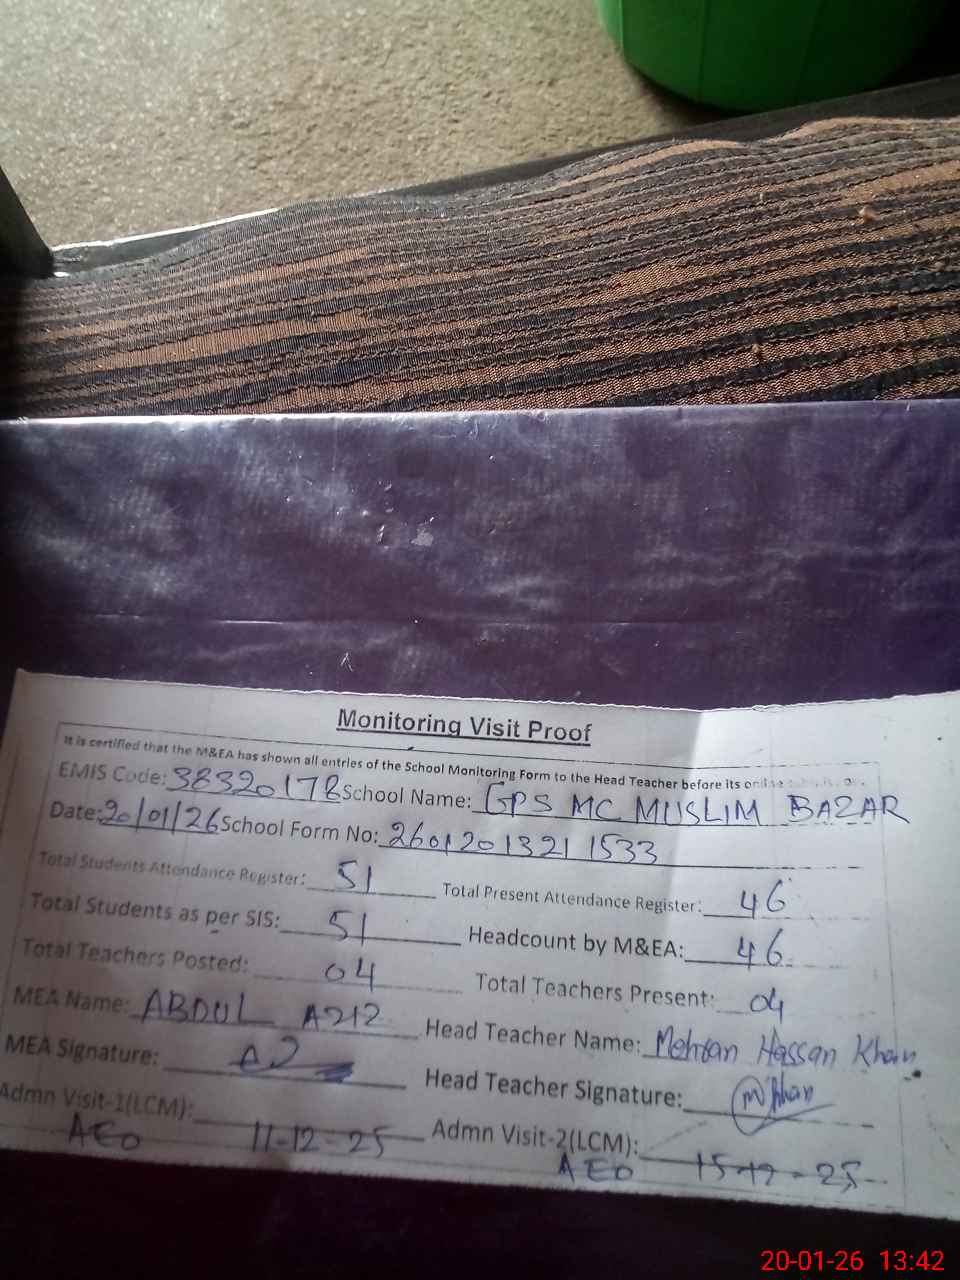 Monitoring Visit Proof
It is certified that the M&EA has shown all entries of the School Monitoring Form to the Head Teacher before its
EMIS Code: 38320178 School Name: GPS MC MUSLIM BAZAR
Date: 20/01/26 School Form No: 2601201321 1533
Total Students Attendance Register: 51 Total Present Attendance Register: 46
Total Students as per SIS: 51 Headcount by M&EA: 46
Total Teachers Posted: 04 Total Teachers Present: 04
MEA Name: ABDUL AZIZ Head Teacher Name: Mehran Hassan Khan
MEA Signature: Head Teacher Signature:
Admn Visit-1(LCM): AEO 11-12-25 Admn Visit-2(LCM): AEO 15-12-25
20-01-26 13:42